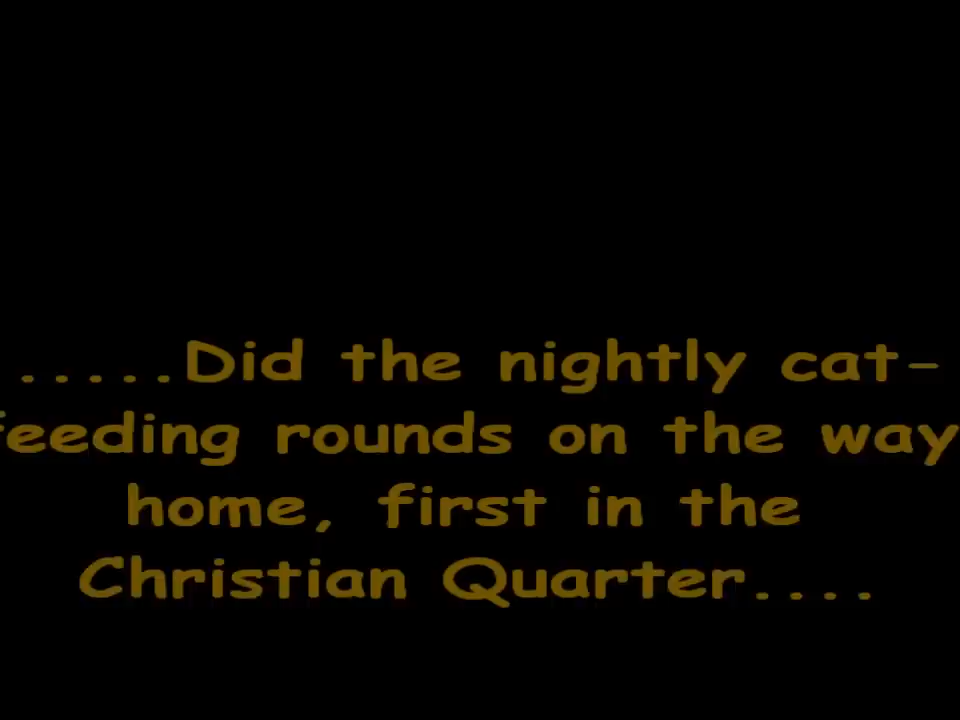 .....Did the nightly cat-
feeding rounds on the way
home, first in the
Christian Quarter....